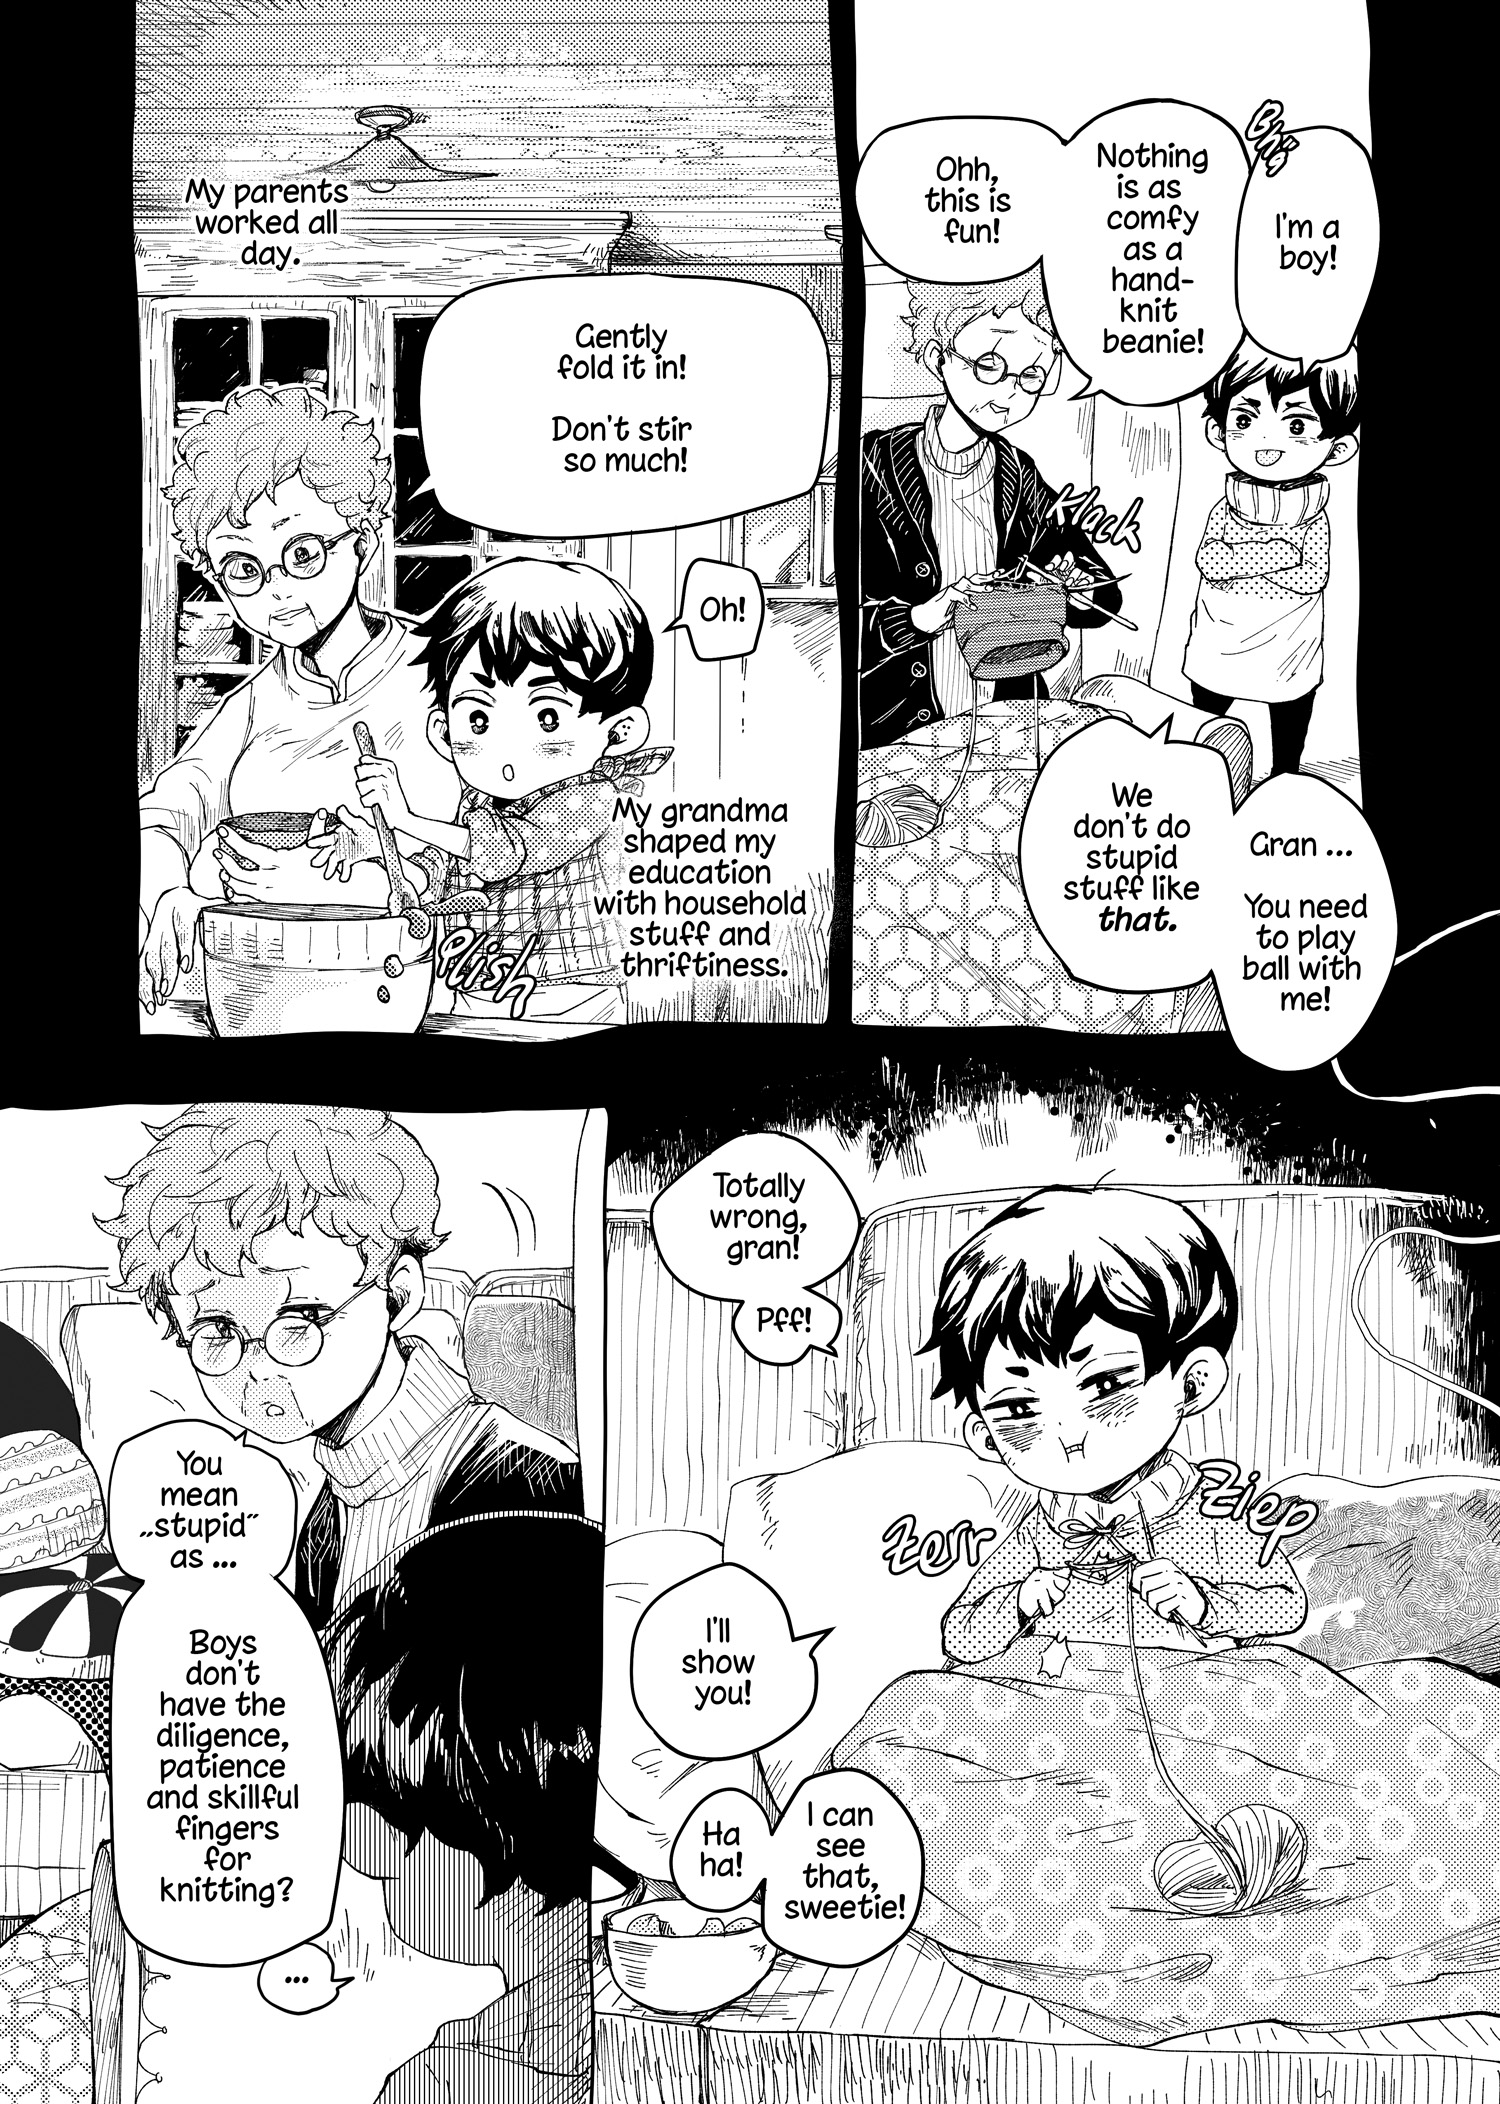 My parents
worked all
day.
Gently
fold it in!
Don't stir
so much!
Oh!
My grandma
shaped my
education
with household
stuff and
thriftiness.
Plish
Ohh,
this is
fun!
Nothing
is as
comfy
as a
hand-
knit
beanie!
Bäh
I'm a
boy!
Klack
We
don't do
stupid
stuff like
that.
Gran ...
You need
to play
ball with
me!
You
mean
„stupid"
as ...
Boys
don't
have the
diligence,
patience
and skillful
fingers
for
knitting?
...
Totally
wrong,
gran!
Pff!
Zerr
Ziep
I'll
show
you!
Ha
ha!
I can
see
that,
sweetie!